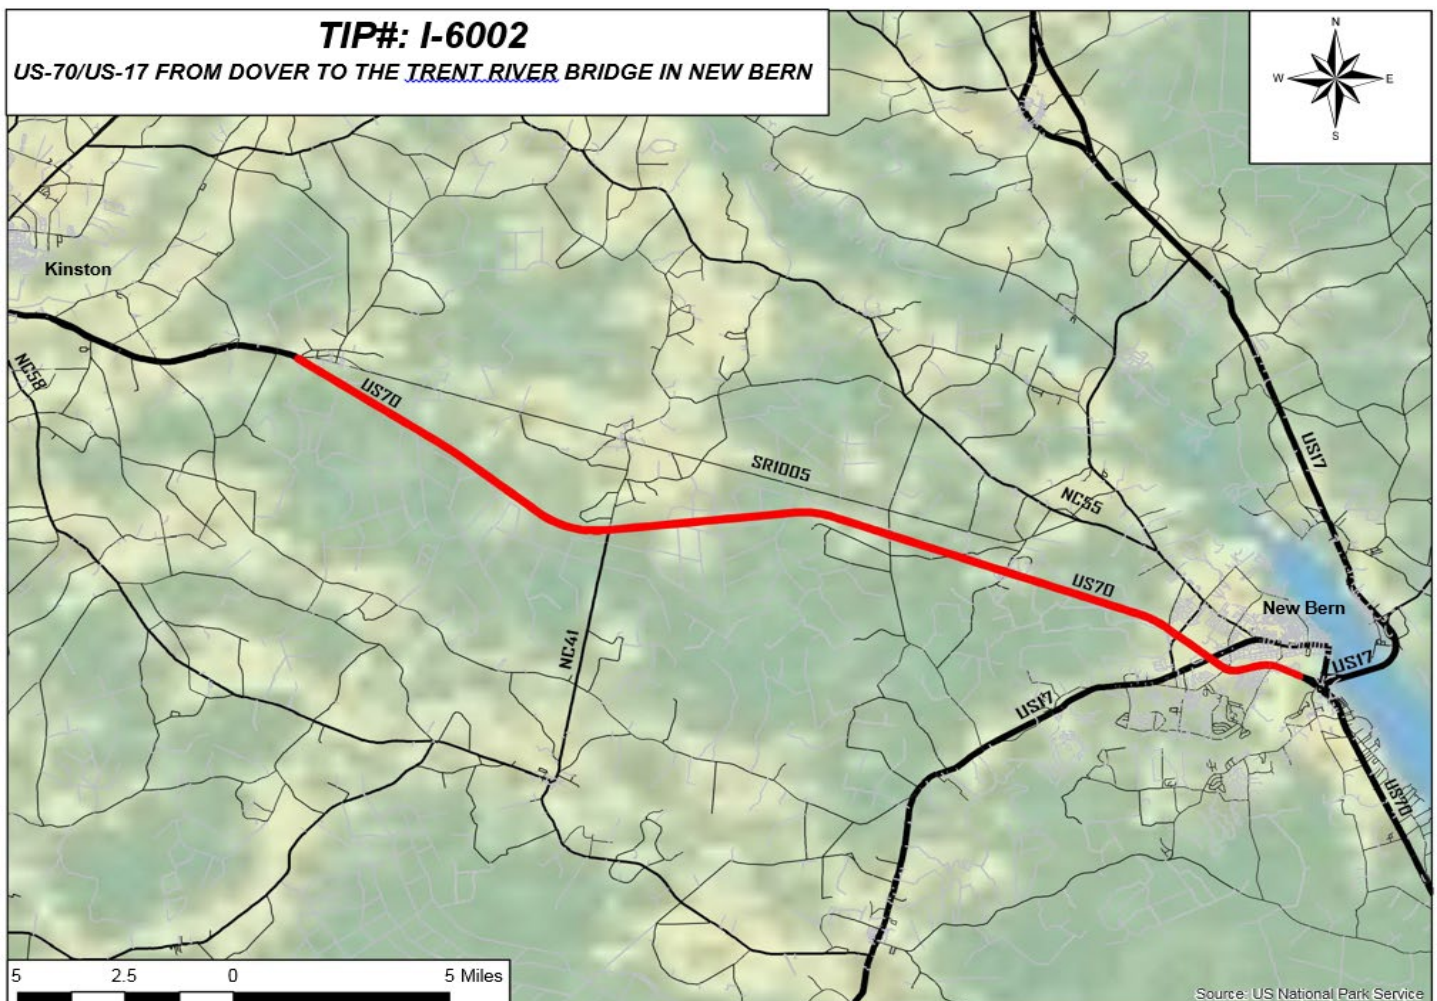 TIP#: I-6002
US-70/US-17 FROM DOVER TO THE TRENT RIVER BRIDGE IN NEW BERN
N
W E
S
Kinston
NC58
US70
SR1005
NC55
US17
US70
New Bern
NC41
US17
US17
US70
5 2.5 0 5 Miles
Source: US National Park Service